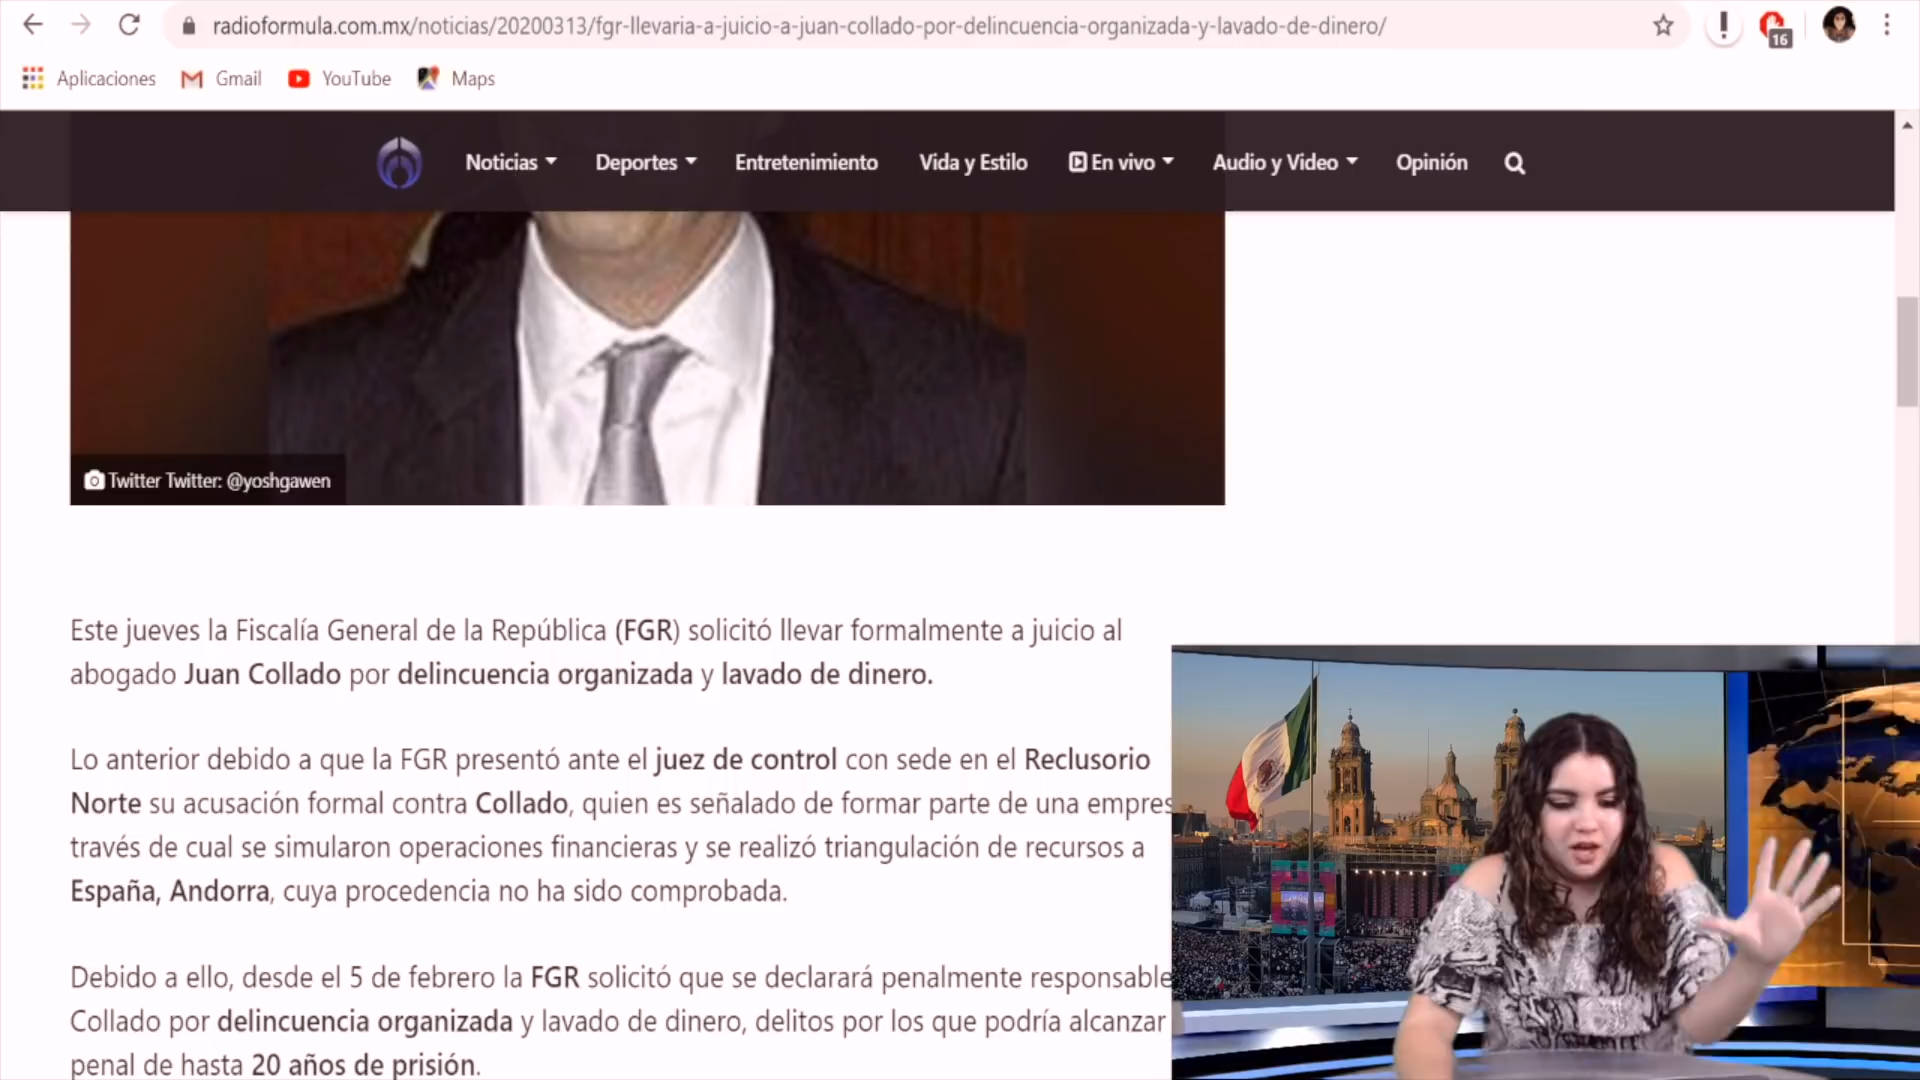 radioformula.com.mx/noticias/20200313/fgr-llevaria-a-juicio-a-juan-collado-por-delincuencia-organizada-y-lavado-de-dinero/
16
Aplicaciones Gmail YouTube Maps
Noticias Deportes Entretenimiento Vida y Estilo En vivo Audio y Video Opinión
Twitter Twitter: @yoshgawen
Este jueves la Fiscalía General de la República (FGR) solicitó llevar formalmente a juicio al
abogado Juan Collado por delincuencia organizada y lavado de dinero.
Lo anterior debido a que la FGR presentó ante el juez de control con sede en el Reclusorio
Norte su acusación formal contra Collado, quien es señalado de formar parte de una empres
través de cual se simularon operaciones financieras y se realizó triangulación de recursos a
España, Andorra, cuya procedencia no ha sido comprobada.
Debido a ello, desde el 5 de febrero la FGR solicitó que se declarará penalmente responsable
Collado por delincuencia organizada y lavado de dinero, delitos por los que podría alcanzar
penal de hasta 20 años de prisión.